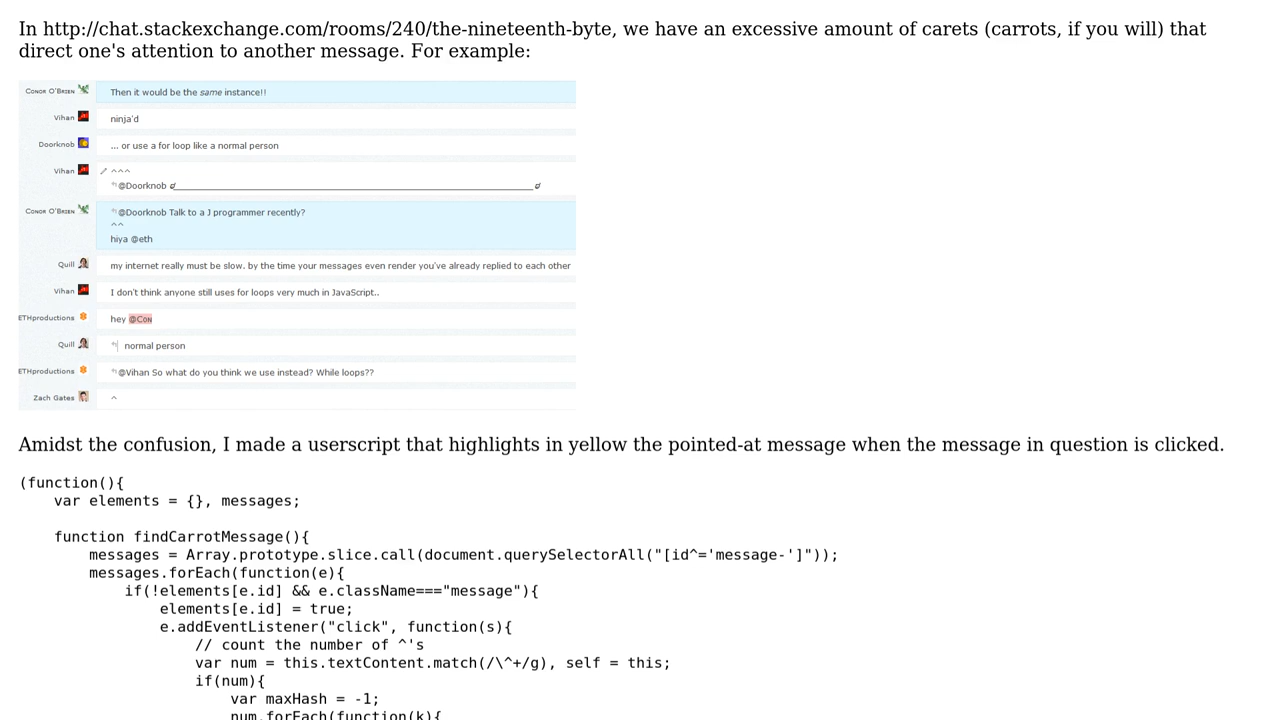 In http://chat.stackexchange.com/rooms/240/the-nineteenth-byte, we have an excessive amount of carets (carrots, if you will) that
direct one's attention to another message. For example:
CONOR O'BRIEN Then it would be the same instance!!
Vihan ninja'd
Doorknob ... or use a for loop like a normal person
Vihan ^^^
@Doorknob ɗ___________________________________________ɗ
CONOR O'BRIEN @Doorknob Talk to a J programmer recently?
^^
hiya @eth
Quill my internet really must be slow. by the time your messages even render you've already replied to each other
Vihan I don't think anyone still uses for loops very much in JavaScript..
ETHproductions hey @CON
Quill normal person
ETHproductions @Vihan So what do you think we use instead? While loops??
Zach Gates ^
Amidst the confusion, I made a userscript that highlights in yellow the pointed-at message when the message in question is clicked.
(function(){
    var elements = {}, messages;
    function findCarrotMessage(){
        messages = Array.prototype.slice.call(document.querySelectorAll("[id^='message-']"));
        messages.forEach(function(e){
            if(!elements[e.id] && e.className==="message"){
                elements[e.id] = true;
                e.addEventListener("click", function(s){
                    // count the number of ^'s
                    var num = this.textContent.match(/\^+/g), self = this;
                    if(num){
                        var maxHash = -1;
                        num.forEach(function(k){